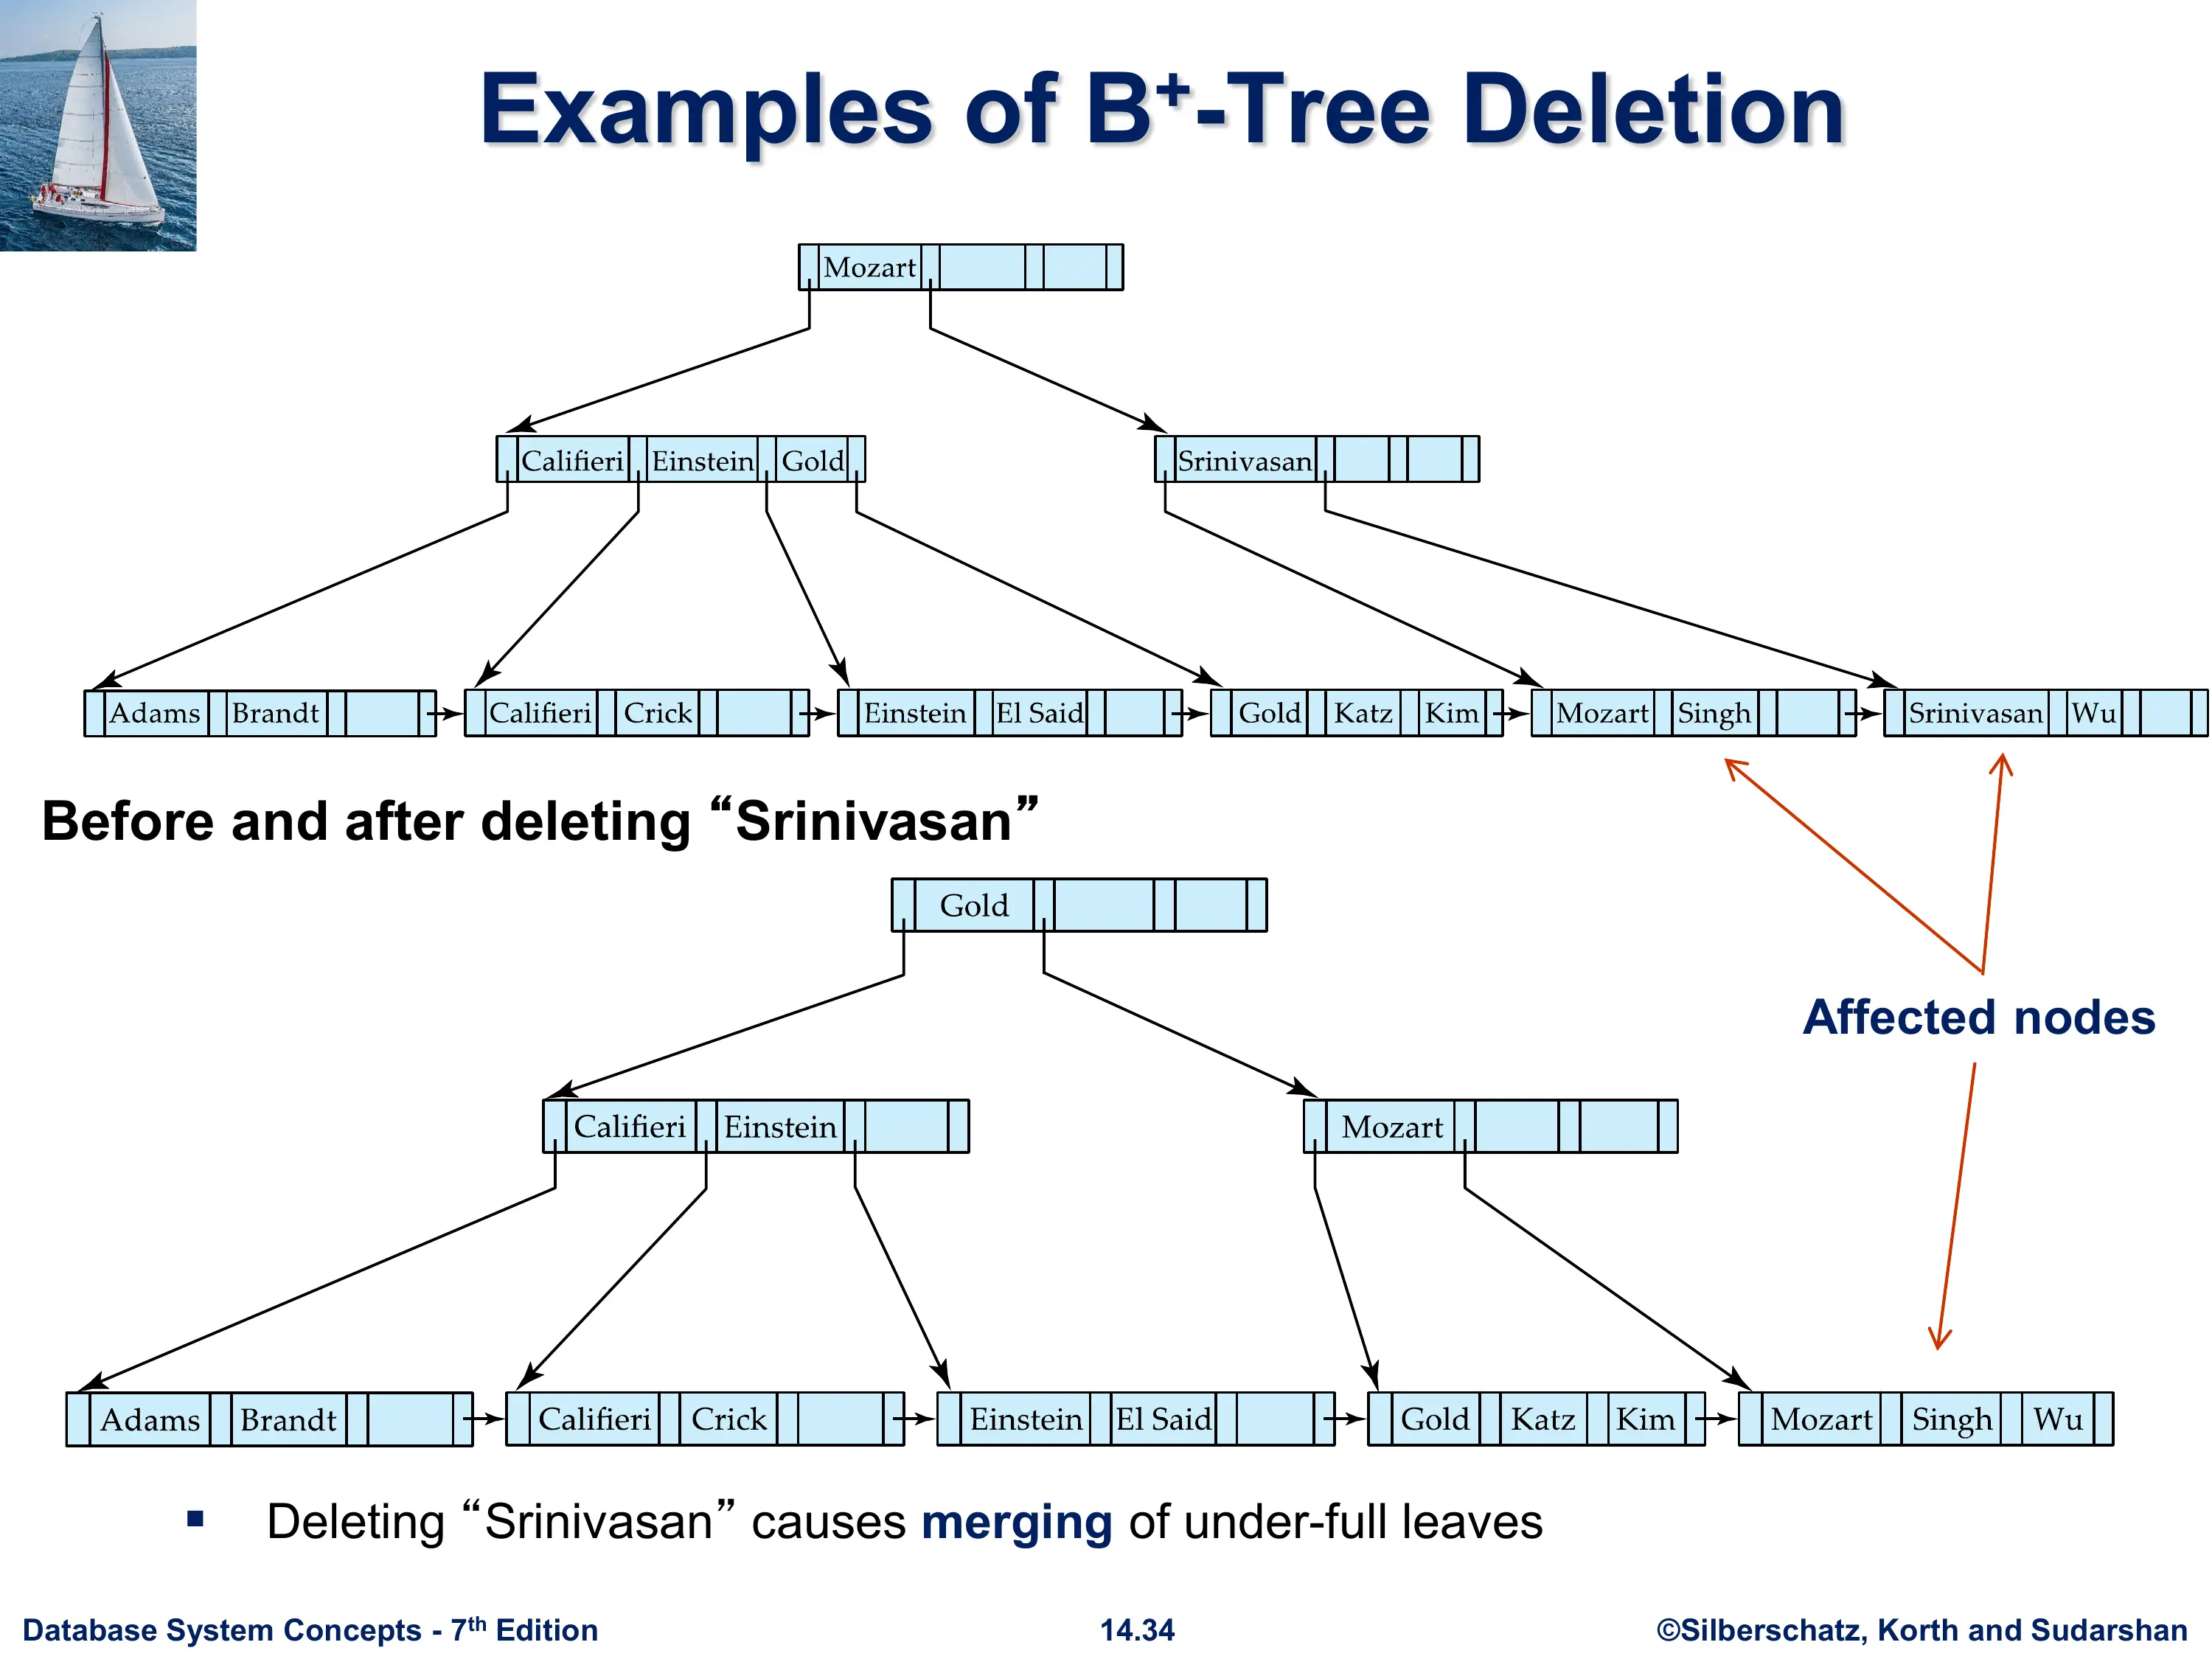 Examples of B+-Tree Deletion
Mozart
Califieri Einstein Gold
Srinivasan
Adams Brandt
Califieri Crick
Einstein El Said
Gold Katz Kim
Mozart Singh
Srinivasan Wu
Before and after deleting “Srinivasan”
Gold
Affected nodes
Califieri Einstein
Mozart
Adams Brandt
Califieri Crick
Einstein El Said
Gold Katz Kim
Mozart Singh Wu
▪ Deleting “Srinivasan” causes merging of under-full leaves
Database System Concepts - 7th Edition
14.34
©Silberschatz, Korth and Sudarshan